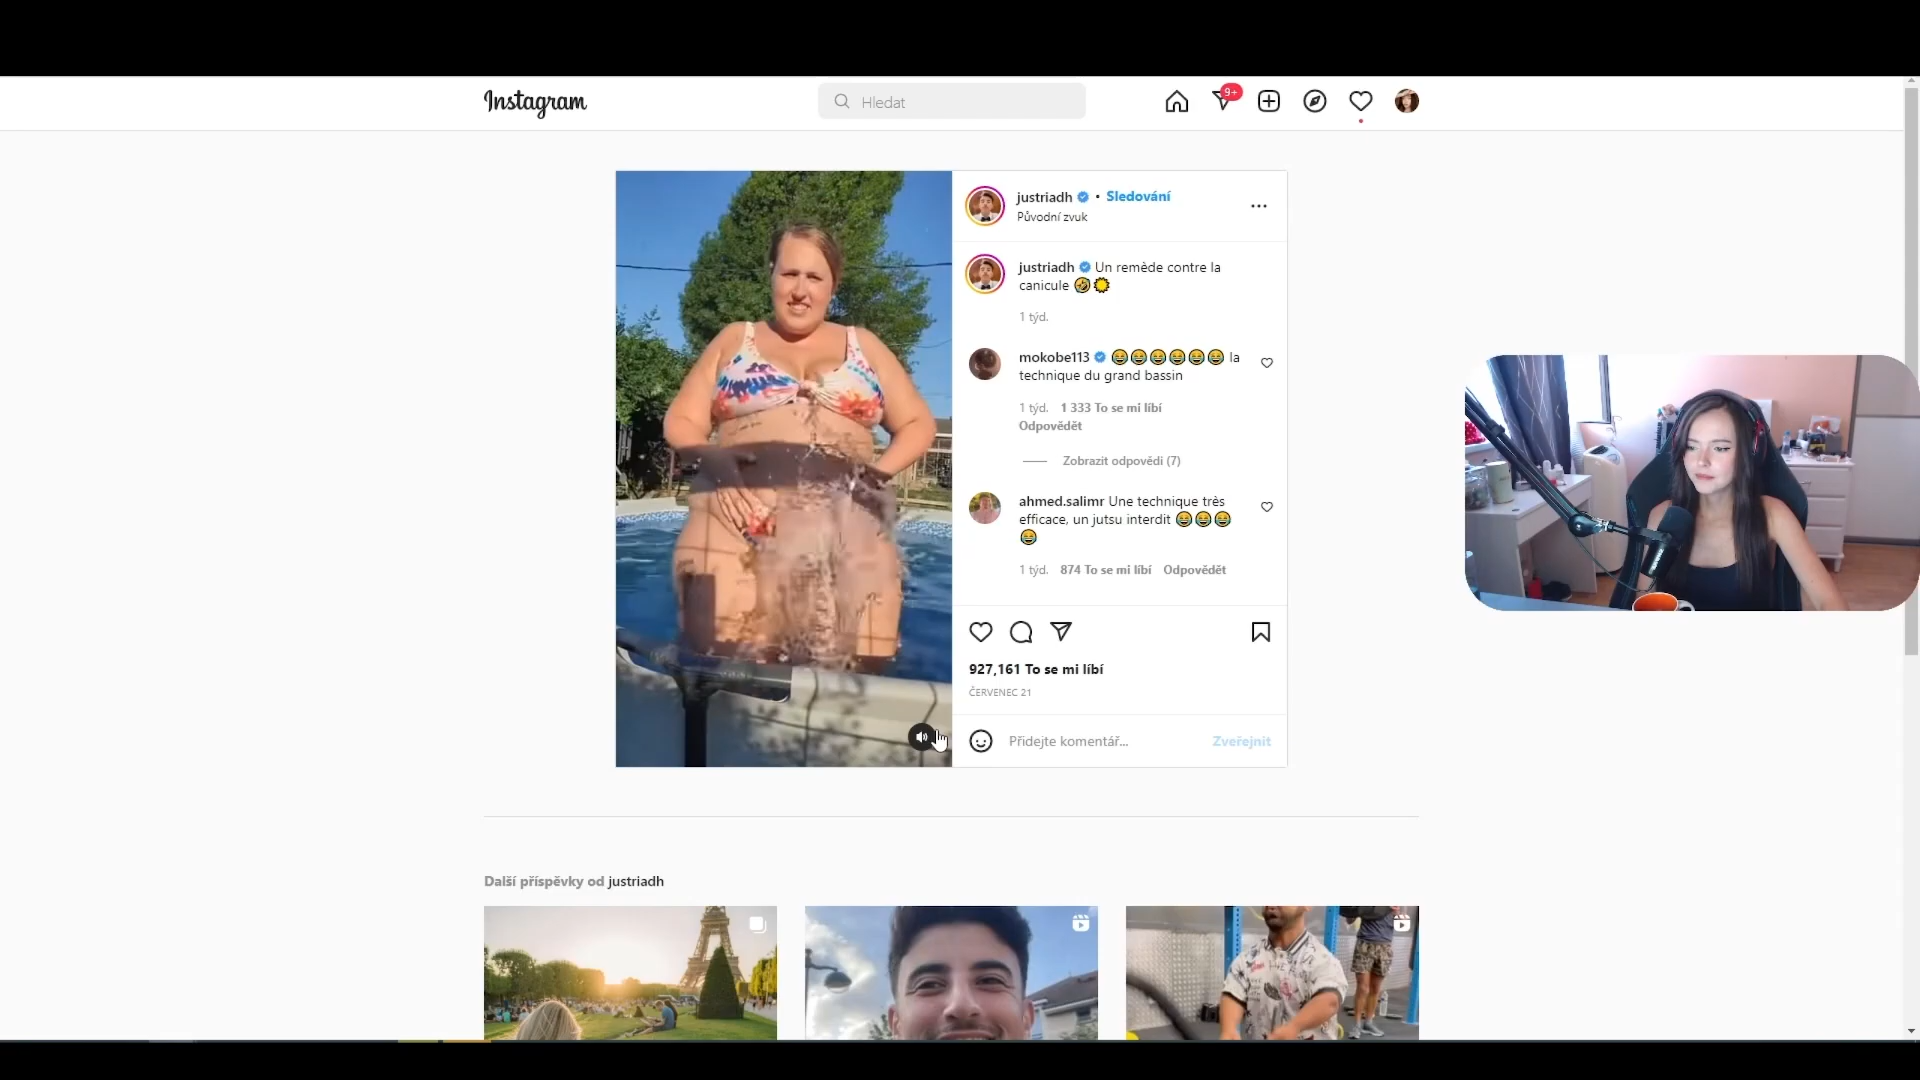 Instagram
Hledat
9+
justriadh • Sledování
Původní zvuk
justriadh Un remède contre la
canicule 🤣☀️
1 týd.
mokobe113 😂😂😂😂😂😂 la
technique du grand bassin
1 týd. 1 333 To se mi líbí
Odpovědět
Zobrazit odpovědi (7)
ahmed.salimr Une technique très
efficace, un jutsu interdit 😂😂😂
😂
1 týd. 874 To se mi líbí Odpovědět
927,161 To se mi líbí
ČERVENEC 21
Přidejte komentář... Zveřejnit
Další příspěvky od justriadh